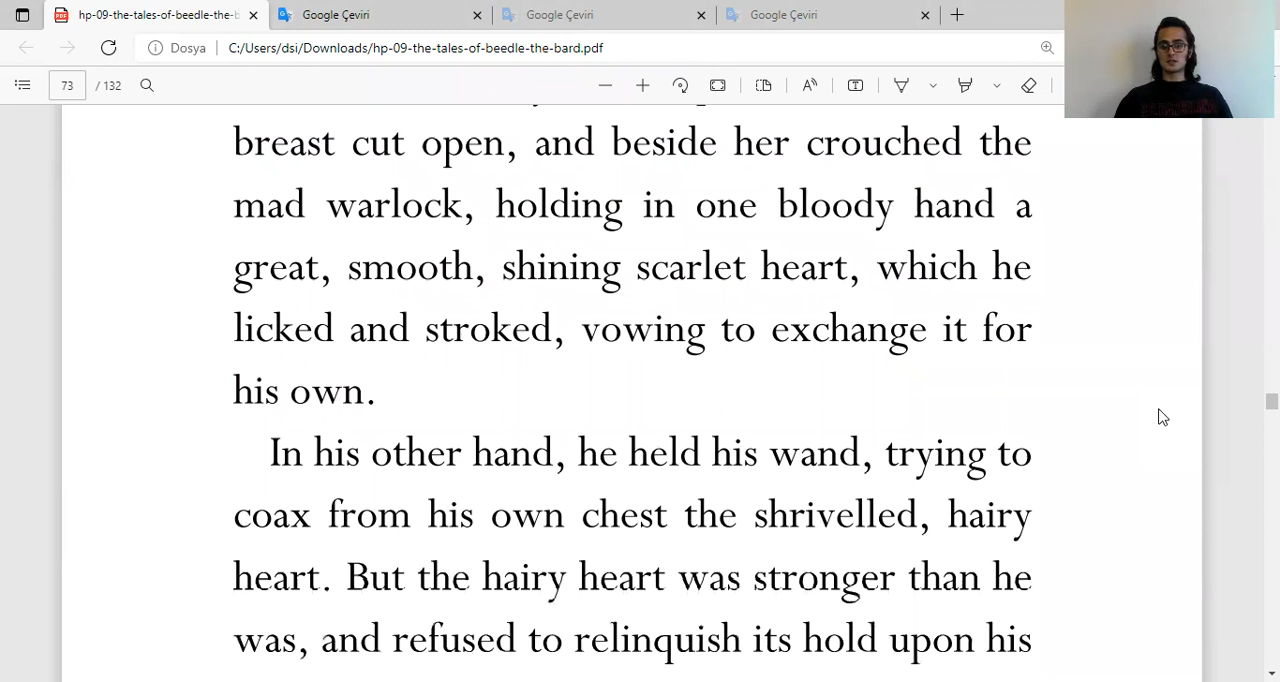 hp-09-the-tales-of-beedle-the-b
Google Çeviri
Google Çeviri
Google Çeviri
Dosya
C:/Users/dsi/Downloads/hp-09-the-tales-of-beedle-the-bard.pdf
73 / 132
breast cut open, and beside her crouched the
mad warlock, holding in one bloody hand a
great, smooth, shining scarlet heart, which he
licked and stroked, vowing to exchange it for
his own.
In his other hand, he held his wand, trying to
coax from his own chest the shrivelled, hairy
heart. But the hairy heart was stronger than he
was, and refused to relinquish its hold upon his